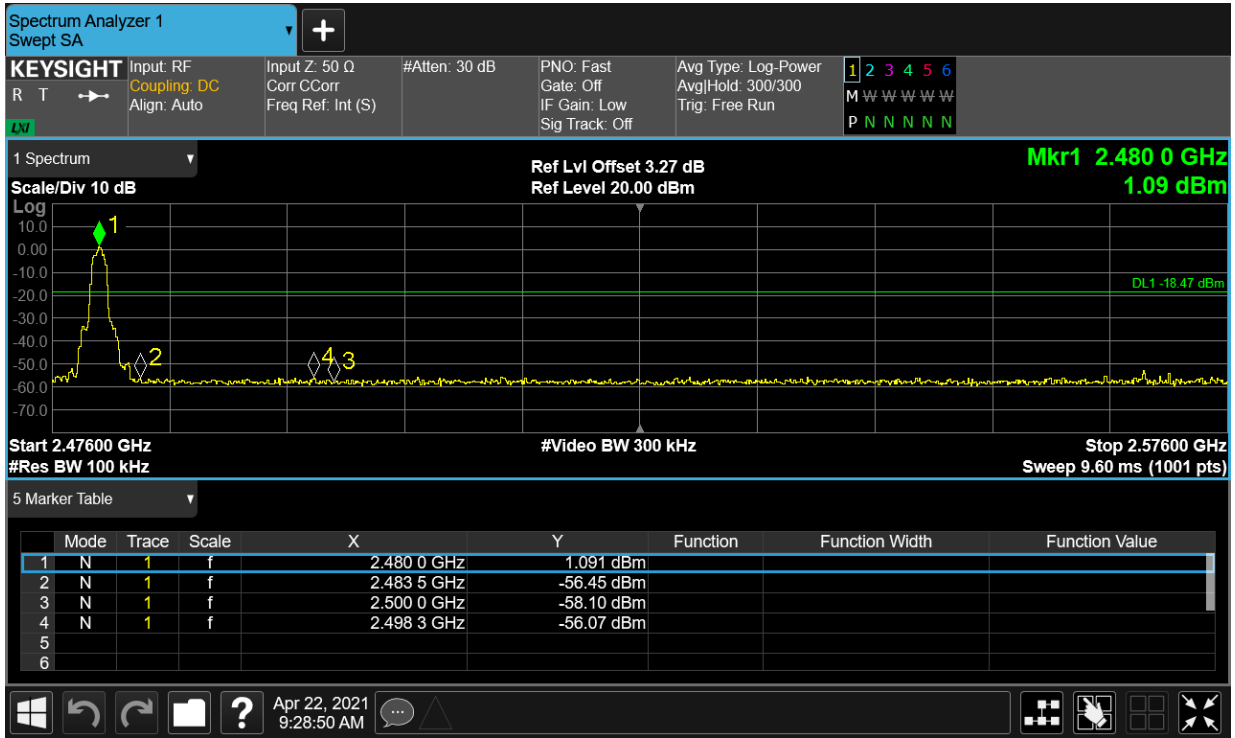 Spectrum Analyzer 1
Swept SA
KEYSIGHT
R T
LXI
Input: RF
Coupling: DC
Align: Auto
Input Z: 50 Ω
Corr CCorr
Freq Ref: Int (S)
#Atten: 30 dB
PNO: Fast
Gate: Off
IF Gain: Low
Sig Track: Off
Avg Type: Log-Power
Avg|Hold: 300/300
Trig: Free Run
1 2 3 4 5 6
M W W W W W
P N N N N N
1 Spectrum
Scale/Div 10 dB
Ref Lvl Offset 3.27 dB
Ref Level 20.00 dBm
Mkr1 2.480 0 GHz
1.09 dBm
Log
10.0
0.00
-10.0
-20.0
-30.0
-40.0
-50.0
-60.0
-70.0
1
2
4
3
DL1 -18.47 dBm
Start 2.47600 GHz
#Res BW 100 kHz
#Video BW 300 kHz
Stop 2.57600 GHz
Sweep 9.60 ms (1001 pts)
5 Marker Table
Mode Trace Scale X Y Function Function Width Function Value
1 N 1 f 2.480 0 GHz 1.091 dBm
2 N 1 f 2.483 5 GHz -56.45 dBm
3 N 1 f 2.500 0 GHz -58.10 dBm
4 N 1 f 2.498 3 GHz -56.07 dBm
5
6
?
Apr 22, 2021
9:28:50 AM